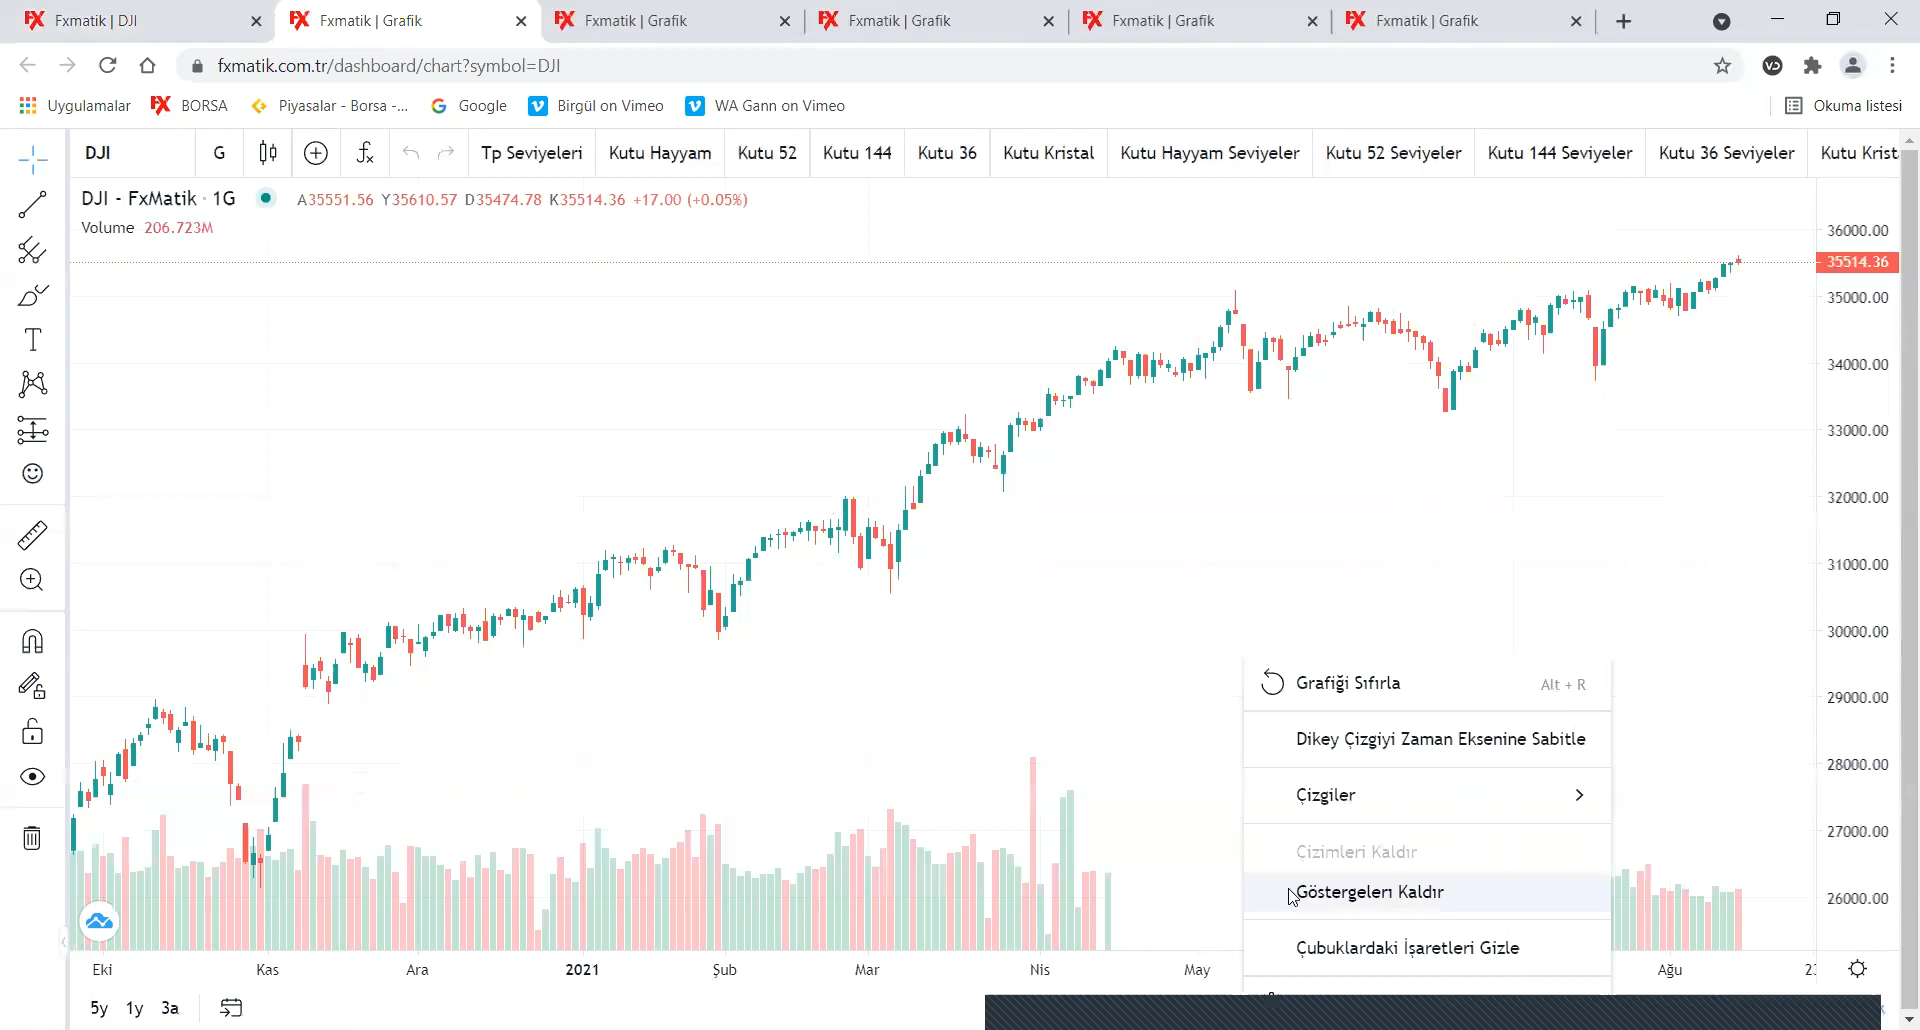 Fxmatik | DJI
Fxmatik | Grafik
Fxmatik | Grafik
Fxmatik | Grafik
Fxmatik | Grafik
Fxmatik | Grafik
fxmatik.com.tr/dashboard/chart?symbol=DJI
Uygulamalar
BORSA
Piyasalar - Borsa -...
Google
Birgül on Vimeo
WA Gann on Vimeo
Okuma listesi
DJI
G
Tp Seviyeleri
Kutu Hayyam
Kutu 52
Kutu 144
Kutu 36
Kutu Kristal
Kutu Hayyam Seviyeler
Kutu 52 Seviyeler
Kutu 144 Seviyeler
Kutu 36 Seviyeler
Kutu Krist
DJI - FxMatik · 1G
A35551.56 Y35610.57 D35474.78 K35514.36 +17.00 (+0.05%)
Volume 206.723M
36000.00
35514.36
35000.00
34000.00
33000.00
32000.00
31000.00
30000.00
29000.00
28000.00
27000.00
26000.00
Grafiği Sıfırla Alt + R
Dikey Çizgiyi Zaman Eksenine Sabitle
Çizgiler
Çizimleri Kaldır
Göstergeleri Kaldır
Çubuklardaki İşaretleri Gizle
Eki
Kas
Ara
2021
Şub
Mar
Nis
May
Ağu
23
5y
1y
3a